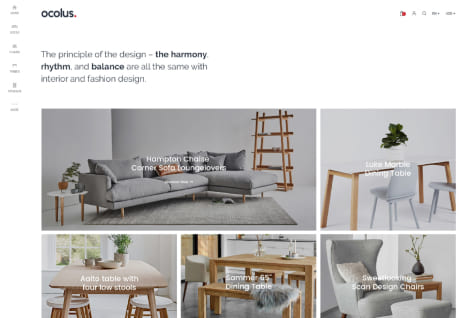 ocolus.
EN
The principle of the design – the harmony,
rhythm, and balance are all the same with
interior and fashion design.
Hampton Chaise
Corner Sofa Loungelovers
Luke Marble
Dining Table
Aalto table with
four low stools
Sommer 65"
Dining Table
Sweetlooking
Scan Design Chairs